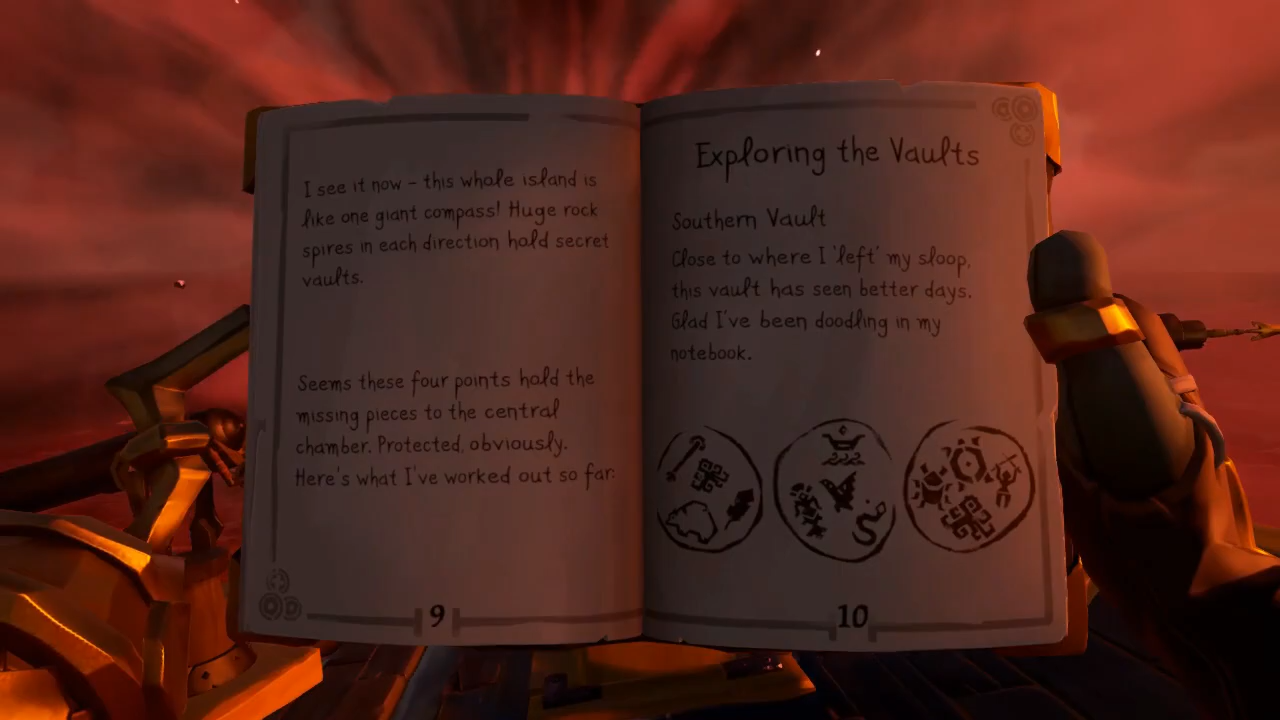 I see it now – this whole island is
like one giant compass! Huge rock
spires in each direction hold secret
vaults.
Seems these four points hold the
missing pieces to the central
chamber. Protected, obviously.
Here's what I've worked out so far:
9
Exploring the Vaults
Southern Vault
Close to where I 'left' my sloop,
this vault has seen better days.
Glad I've been doodling in my
notebook.
10